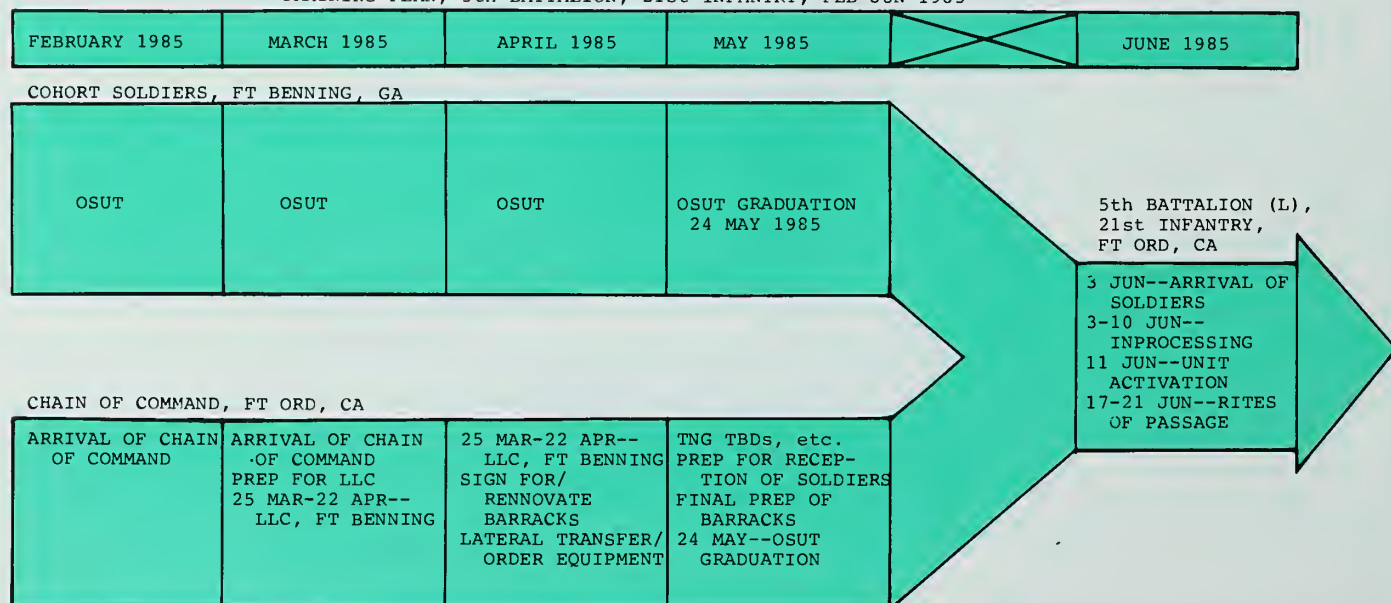 FEBRUARY 1985 MARCH 1985 APRIL 1985 MAY 1985 JUNE 1985
COHORT SOLDIERS, FT BENNING, GA
OSUT
OSUT
OSUT
OSUT GRADUATION
24 MAY 1985
5th BATTALION (L),
21st INFANTRY,
FT ORD, CA
3 JUN--ARRIVAL OF
SOLDIERS
3-10 JUN--
INPROCESSING
11 JUN--UNIT
ACTIVATION
17-21 JUN--RITES
OF PASSAGE
CHAIN OF COMMAND, FT ORD, CA
ARRIVAL OF CHAIN
OF COMMAND
ARRIVAL OF CHAIN
OF COMMAND
PREP FOR LLC
25 MAR-22 APR--
LLC, FT BENNING
25 MAR-22 APR--
LLC, FT BENNING
SIGN FOR/
RENNOVATE
BARRACKS
LATERAL TRANSFER/
ORDER EQUIPMENT
TNG TBDs, etc.
PREP FOR RECEP-
TION OF SOLDIERS
FINAL PREP OF
BARRACKS
24 MAY--OSUT
GRADUATION